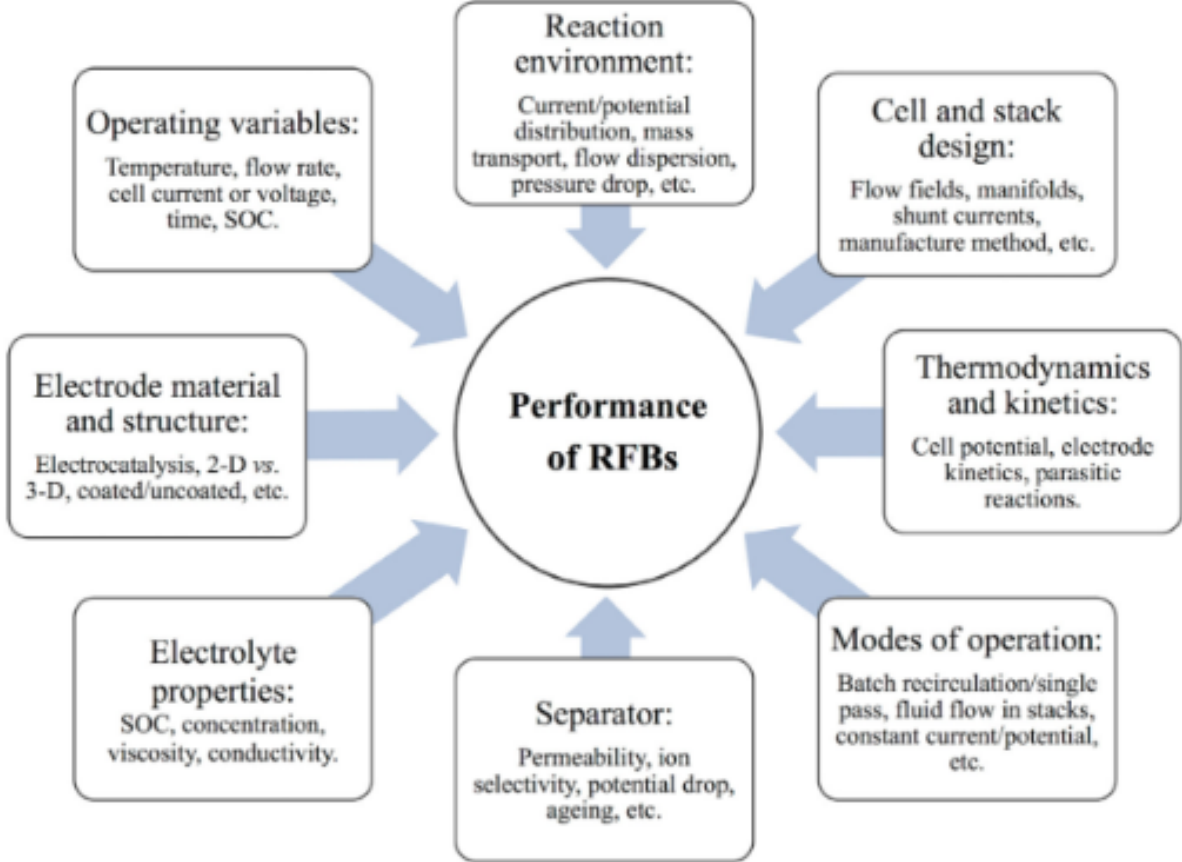 Reaction
environment:
Current/potential
distribution, mass
transport, flow dispersion,
pressure drop, etc.
Operating variables:
Temperature, flow rate,
cell current or voltage,
time, SOC.
Cell and stack
design:
Flow fields, manifolds,
shunt currents,
manufacture method, etc.
Electrode material
and structure:
Electrocatalysis, 2-D vs.
3-D, coated/uncoated, etc.
Performance
of RFBs
Thermodynamics
and kinetics:
Cell potential, electrode
kinetics, parasitic
reactions.
Electrolyte
properties:
SOC, concentration,
viscosity, conductivity.
Separator:
Permeability, ion
selectivity, potential drop,
ageing, etc.
Modes of operation:
Batch recirculation/single
pass, fluid flow in stacks,
constant current/potential,
etc.